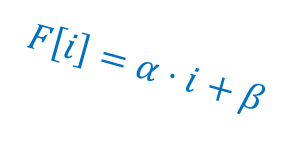 F[i] = α · i + β